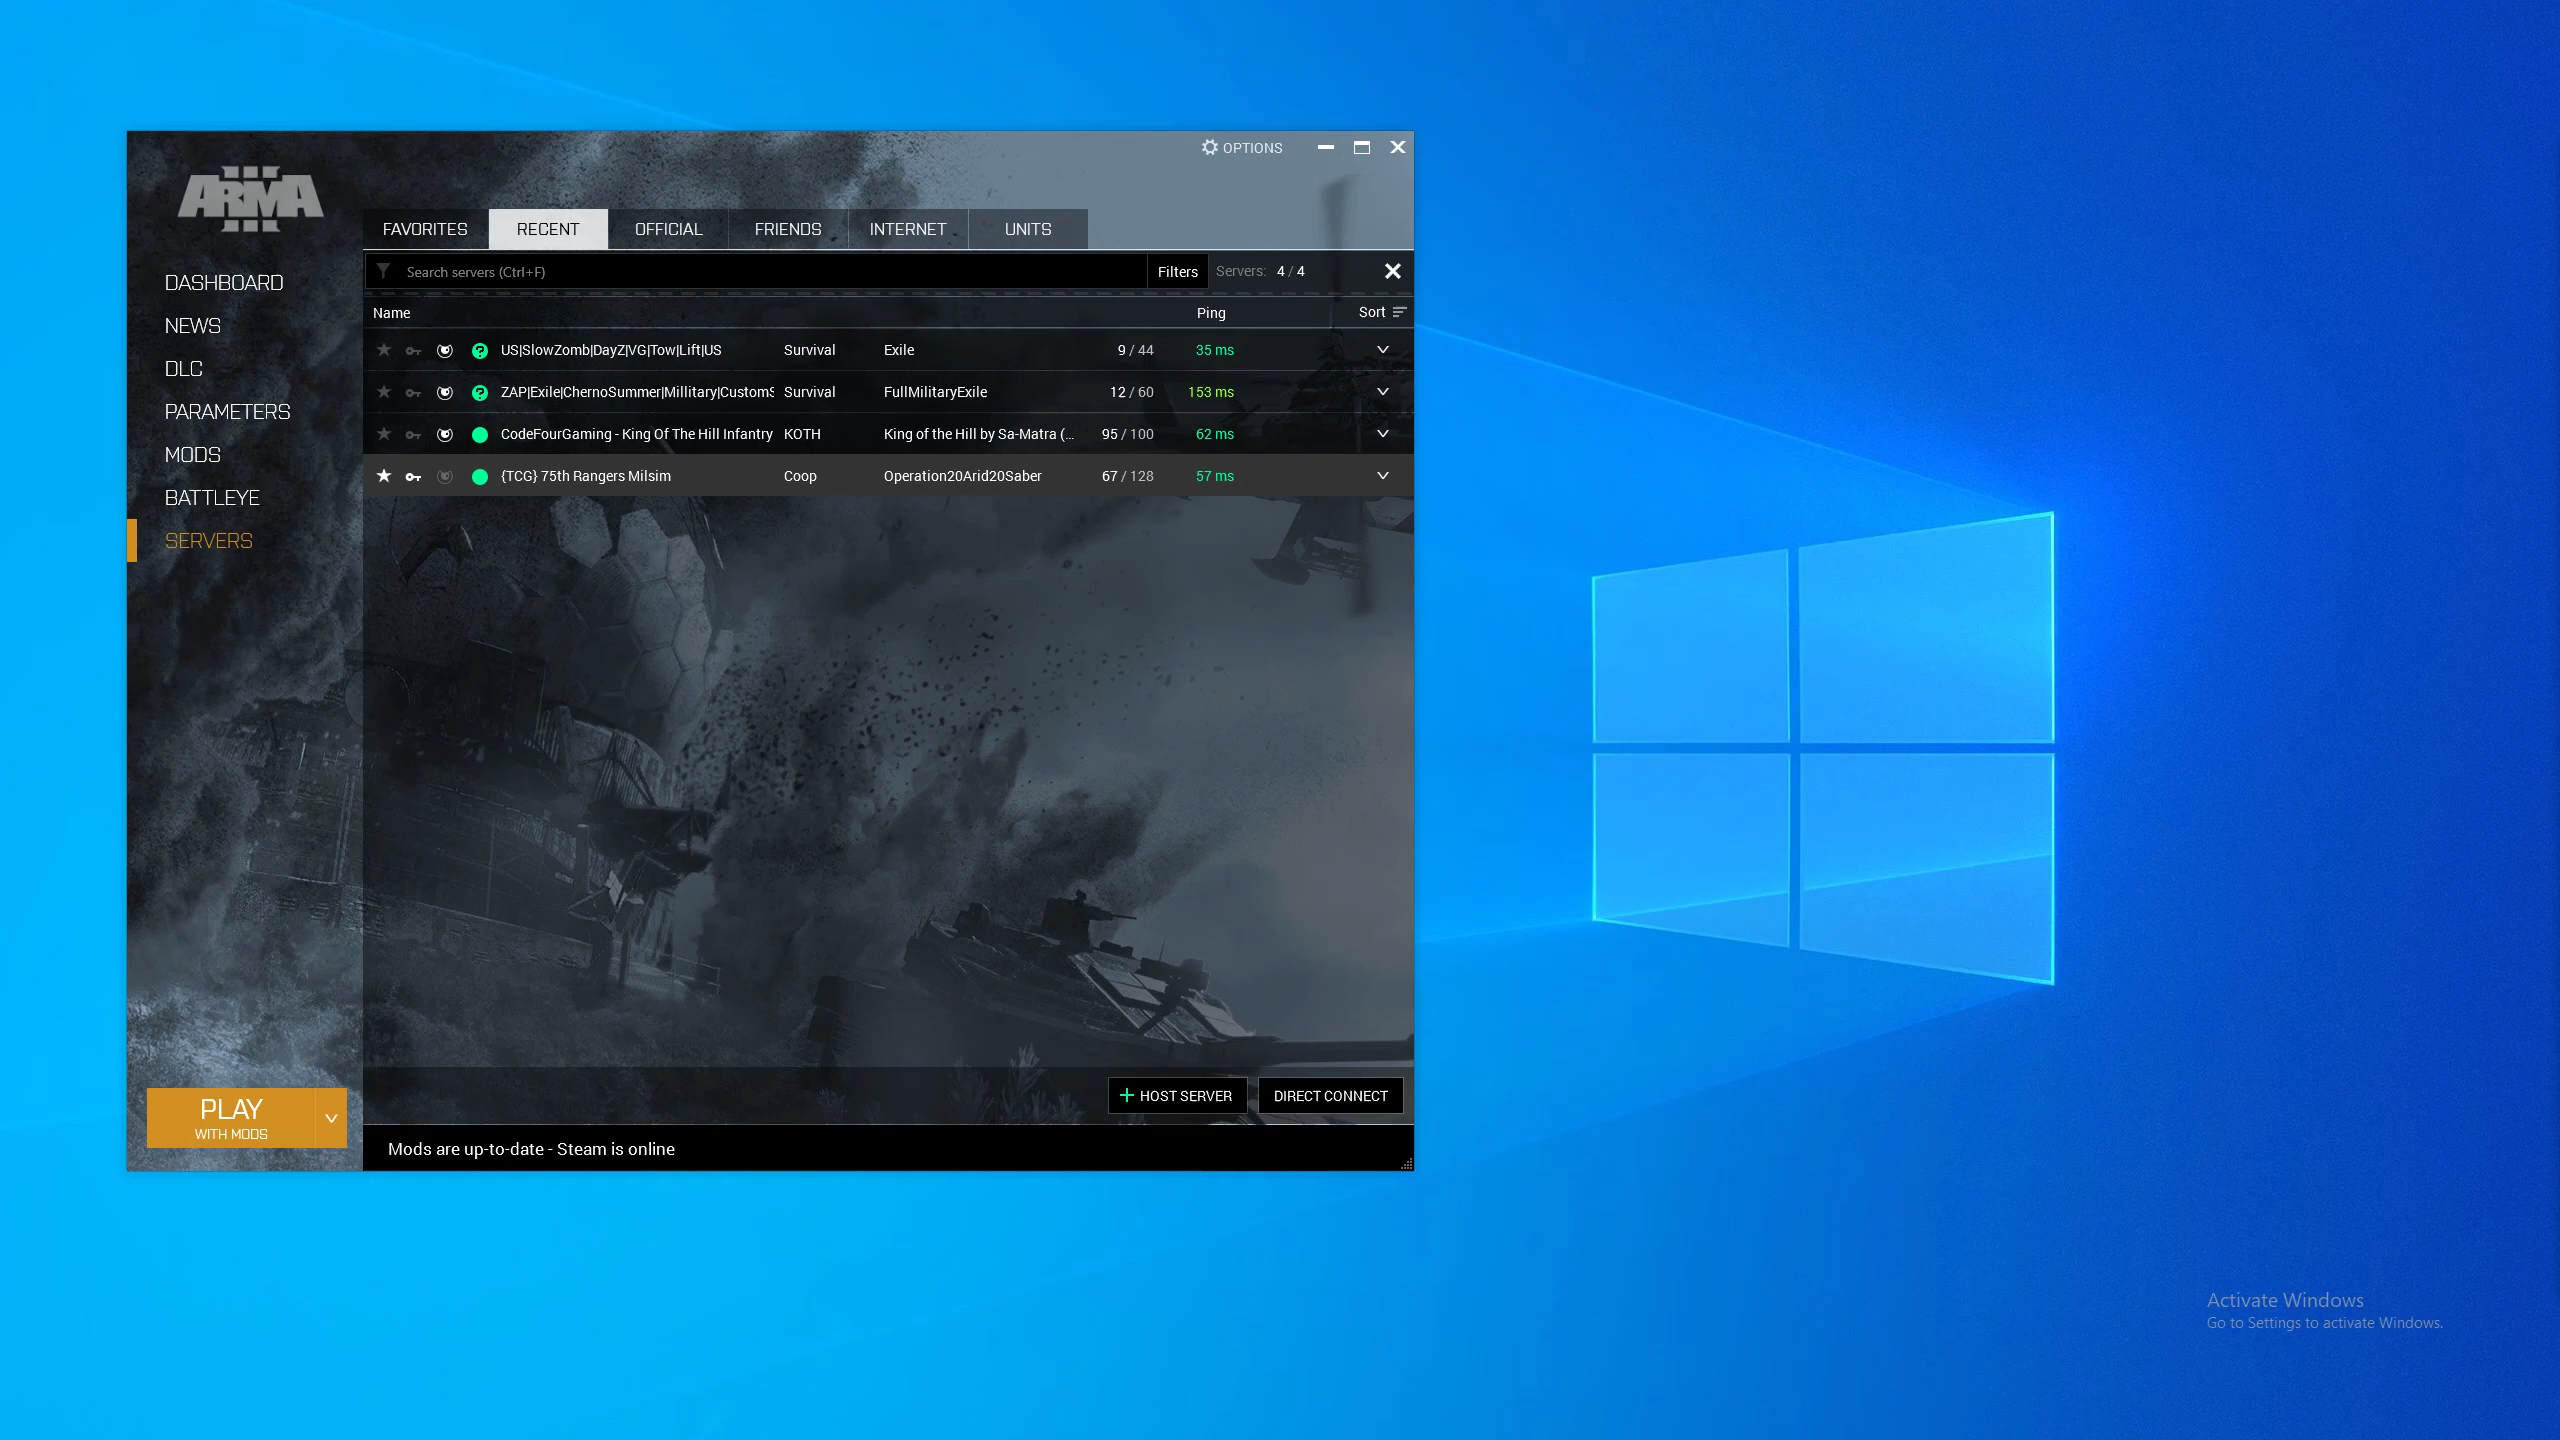 OPTIONS
ARMA III
FAVORITES RECENT OFFICIAL FRIENDS INTERNET UNITS
Search servers (Ctrl+F) Filters Servers: 4 / 4
DASHBOARD
NEWS
DLC
PARAMETERS
MODS
BATTLEYE
SERVERS
Name Ping Sort
US|SlowZomb|DayZ|VG|Tow|Lift|US Survival Exile 9 / 44 35 ms
ZAP|Exile|ChernoSummer|Millitary|CustomS Survival FullMilitaryExile 12 / 60 153 ms
CodeFourGaming - King Of The Hill Infantry KOTH King of the Hill by Sa-Matra (... 95 / 100 62 ms
{TCG} 75th Rangers Milsim Coop Operation20Arid20Saber 67 / 128 57 ms
PLAY
WITH MODS
HOST SERVER DIRECT CONNECT
Mods are up-to-date - Steam is online
Activate Windows
Go to Settings to activate Windows.